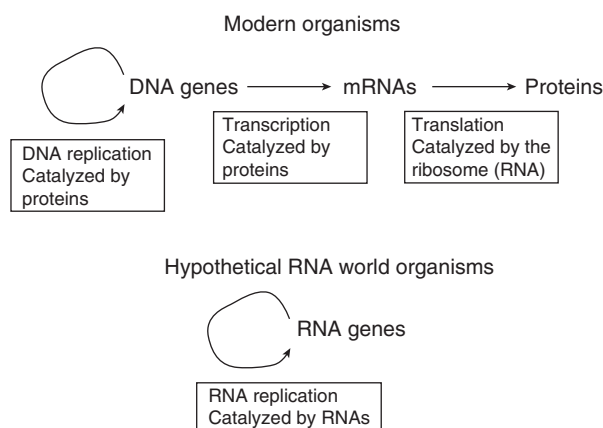 Modern organisms
DNA genes mRNAs Proteins
DNA replication
Catalyzed by
proteins
Transcription
Catalyzed by
proteins
Translation
Catalyzed by the
ribosome (RNA)
Hypothetical RNA world organisms
RNA genes
RNA replication
Catalyzed by RNAs